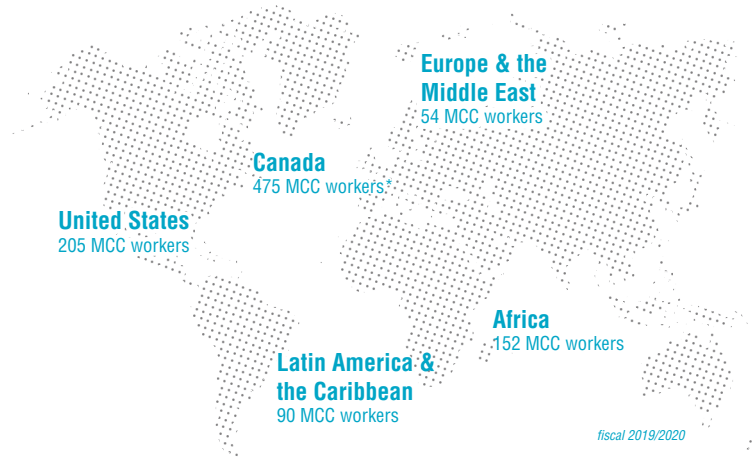 Europe & the
Middle East
54 MCC workers
Canada
475 MCC workers*
United States
205 MCC workers
Africa
152 MCC workers
Latin America &
the Caribbean
90 MCC workers
fiscal 2019/2020